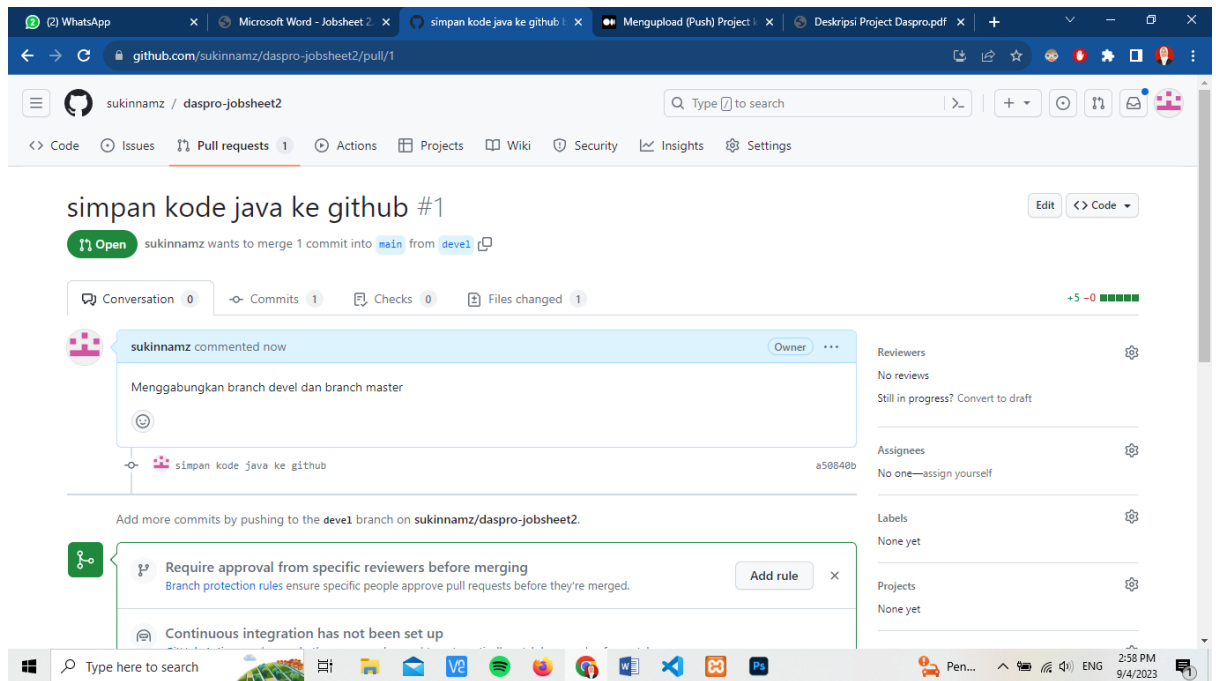 (2) WhatsApp
Microsoft Word - Jobsheet 2.
simpan kode java ke github b
Mengupload (Push) Project k
Deskripsi Project Daspro.pdf
github.com/sukinnamz/daspro-jobsheet2/pull/1
sukinnamz / daspro-jobsheet2
Type / to search
Code
Issues
Pull requests 1
Actions
Projects
Wiki
Security
Insights
Settings
simpan kode java ke github #1
Edit
<> Code
Open
sukinnamz wants to merge 1 commit into main from devel
Conversation 0
Commits 1
Checks 0
Files changed 1
+5 −0
sukinnamz commented now
Owner
Menggabungkan branch devel dan branch master
simpan kode java ke github
a50840b
Add more commits by pushing to the devel branch on sukinnamz/daspro-jobsheet2.
Require approval from specific reviewers before merging
Branch protection rules ensure specific people approve pull requests before they're merged.
Add rule
Continuous integration has not been set up
Reviewers
No reviews
Still in progress? Convert to draft
Assignees
No one—assign yourself
Labels
None yet
Projects
None yet
Type here to search
Pen...
ENG
2:58 PM
9/4/2023
1